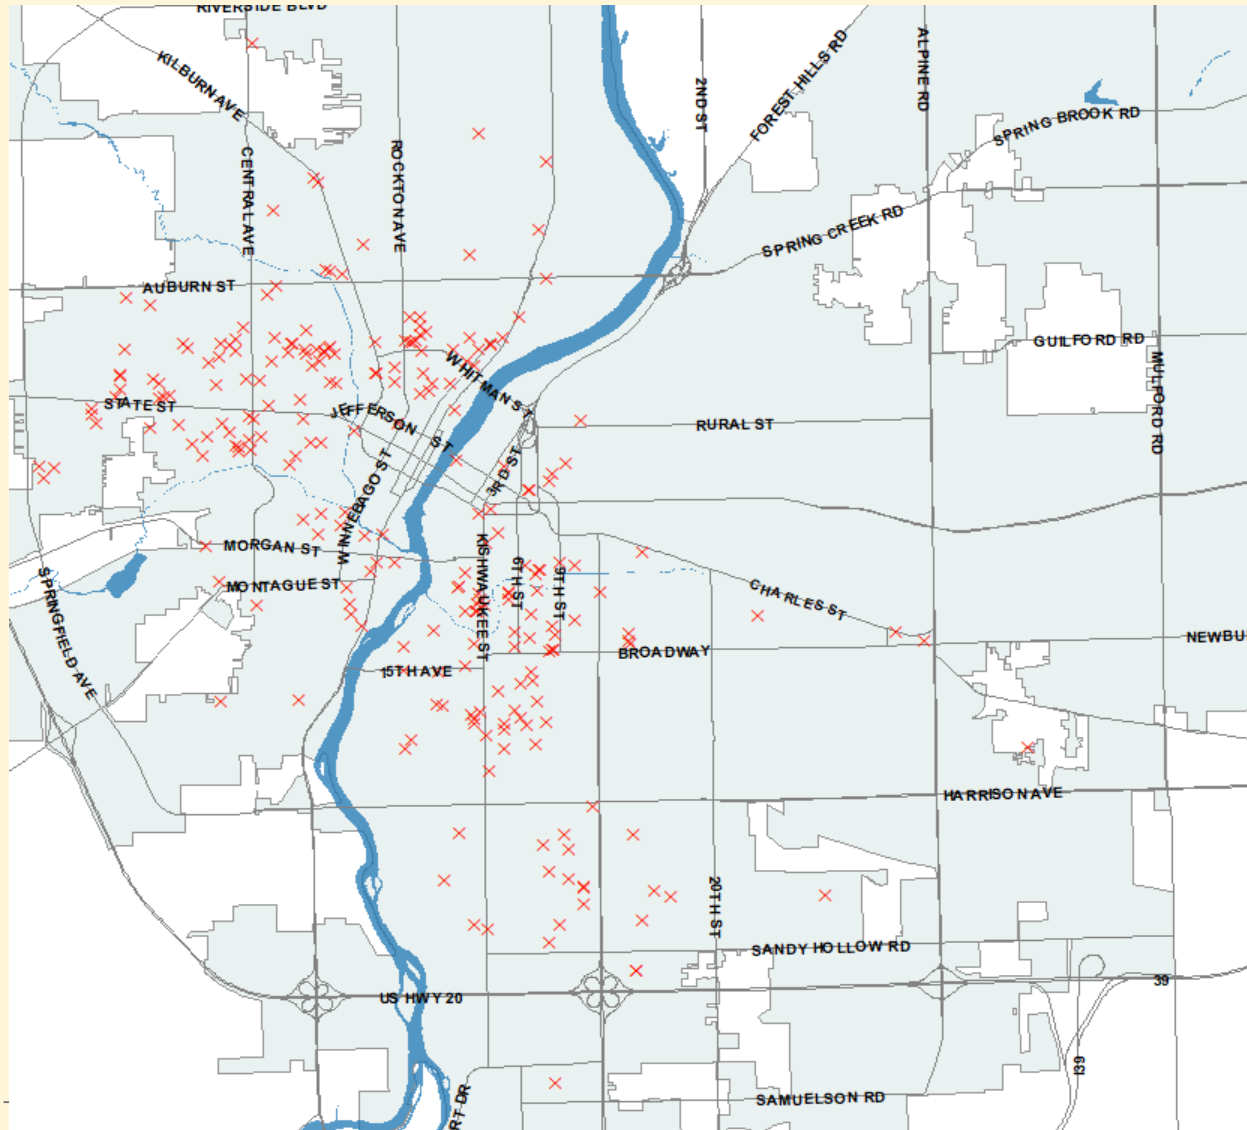 RIVERSIDE BLVD
KILBURN AVE
CENTRAL AVE
ROCKTON AVE
2ND ST
FOREST HILLS RD
ALPINE RD
SPRING BROOK RD
SPRING CREEK RD
AUBURN ST
GUILFORD RD
MULFORD RD
WHITMAN ST
STATE ST
JEFFERSON ST
RURAL ST
3RD ST
WINNEBAGO ST
MORGAN ST
MONTAGUE ST
KISHWAUKEE ST
6TH ST
9TH ST
CHARLES ST
SPRINGFIELD AVE
BROADWAY
NEWBU
15TH AVE
HARRISON AVE
20TH ST
SANDY HOLLOW RD
US HWY 20
39
I39
SAMUELSON RD
RT DR